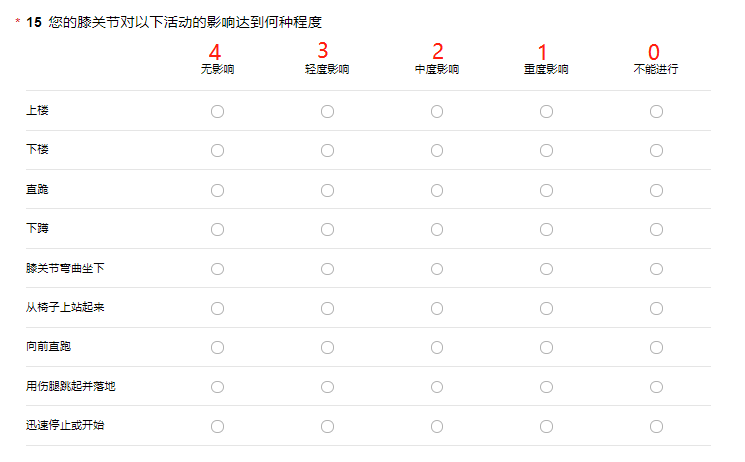 * 15 您的膝关节对以下活动的影响达到何种程度
4 3 2 1 0
无影响 轻度影响 中度影响 重度影响 不能进行
上楼
下楼
直跪
下蹲
膝关节弯曲坐下
从椅子上站起来
向前直跑
用伤腿跳起并落地
迅速停止或开始